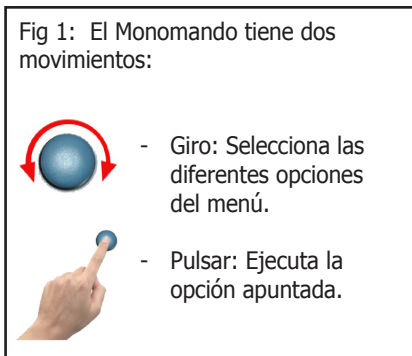 Fig 1: El Monomando tiene dos
movimientos:
- Giro: Selecciona las
diferentes opciones
del menú.
- Pulsar: Ejecuta la
opción apuntada.